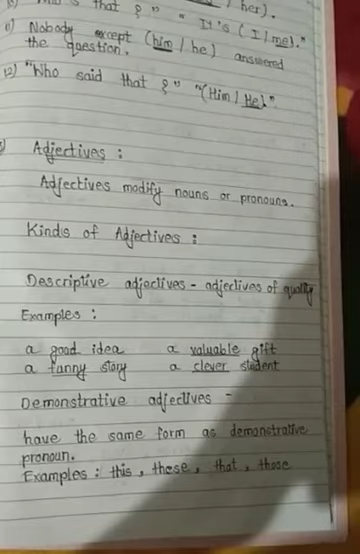 is that ? " / her).
" It's ( I / me)."
11) Nobody except (him / he) answered
the question.
12) "Who said that ? " "(Him / He)."
Adjectives :
Adjectives modify nouns or pronouns.
Kinds of Adjectives :
Descriptive adjectives - adjectives of quality
Examples :
a good idea a valuable gift
a funny story a clever student
Demonstrative adjectives -
have the same form as demonstrative
pronoun.
Examples : this, these, that, those